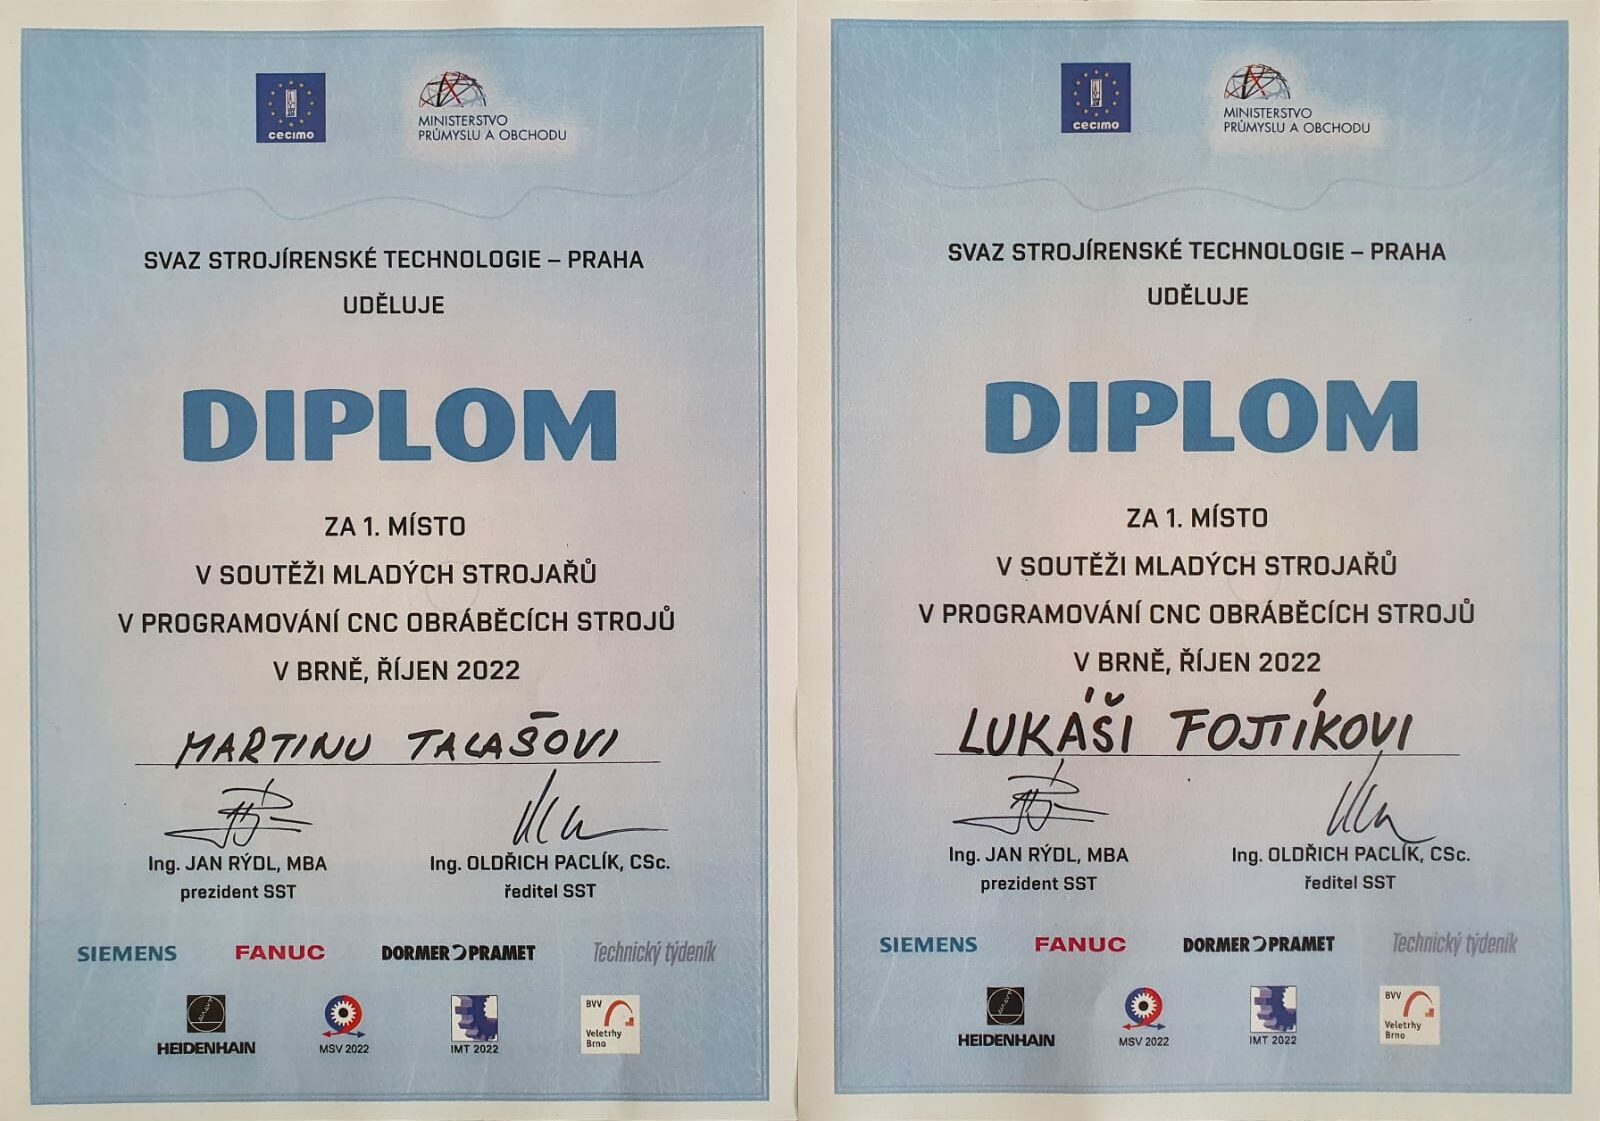 cecimo
MINISTERSTVO
PRŮMYSLU A OBCHODU
SVAZ STROJÍRENSKÉ TECHNOLOGIE – PRAHA
UDĚLUJE
DIPLOM
ZA 1. MÍSTO
V SOUTĚŽI MLADÝCH STROJAŘŮ
V PROGRAMOVÁNÍ CNC OBRÁBĚCÍCH STROJŮ
V BRNĚ, ŘÍJEN 2022
MARTINU TALAŠOVI
Ing. JAN RÝDL, MBA
prezident SST
Ing. OLDŘICH PACLÍK, CSc.
ředitel SST
SIEMENS FANUC DORMER PRAMET Technický týdeník
HEIDENHAIN MSV 2022 IMT 2022
BVV
Veletrhy
Brno
cecimo
MINISTERSTVO
PRŮMYSLU A OBCHODU
SVAZ STROJÍRENSKÉ TECHNOLOGIE – PRAHA
UDĚLUJE
DIPLOM
ZA 1. MÍSTO
V SOUTĚŽI MLADÝCH STROJAŘŮ
V PROGRAMOVÁNÍ CNC OBRÁBĚCÍCH STROJŮ
V BRNĚ, ŘÍJEN 2022
LUKÁŠI FOJTÍKOVI
Ing. JAN RÝDL, MBA
prezident SST
Ing. OLDŘICH PACLÍK, CSc.
ředitel SST
SIEMENS FANUC DORMER PRAMET Technický týdeník
HEIDENHAIN MSV 2022 IMT 2022
BVV
Veletrhy
Brno